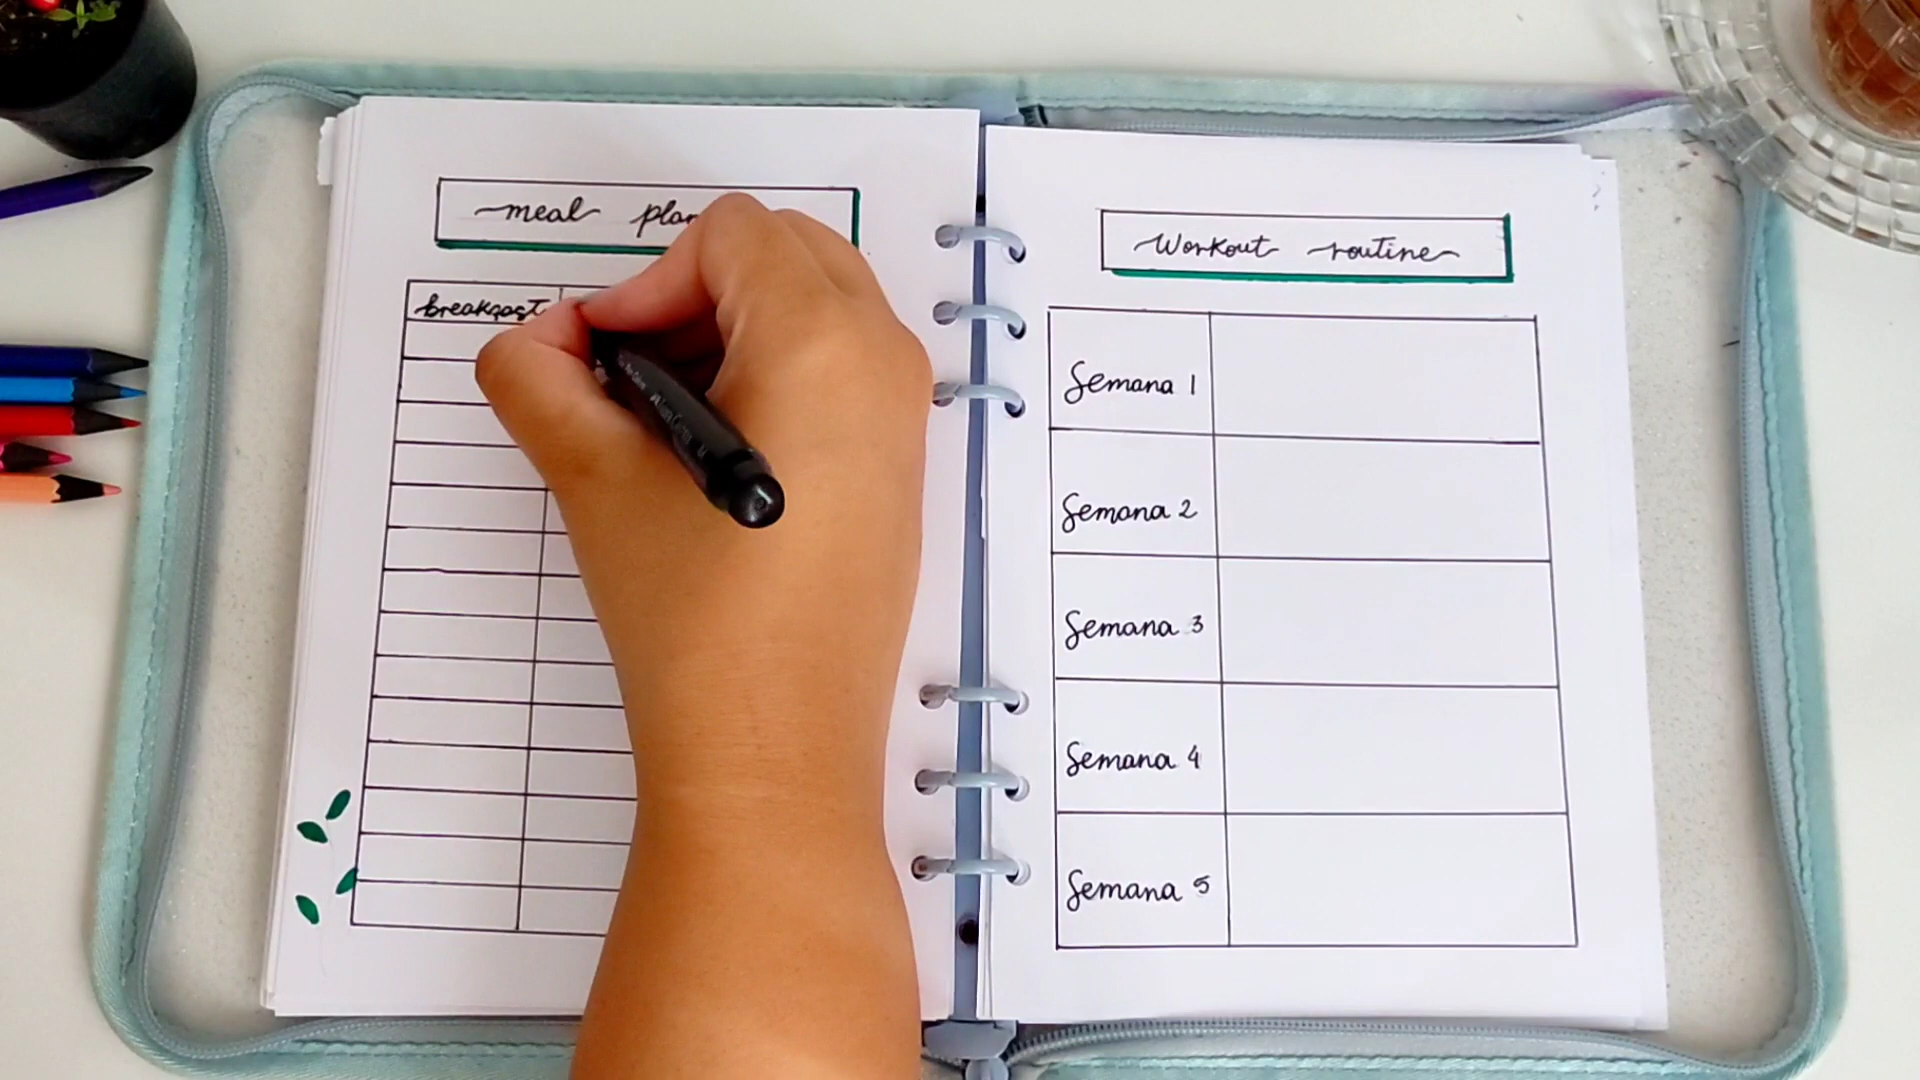 meal
breakfast
Workout routine
Semana 1
Semana 2
Semana 3
Semana 4
Semana 5